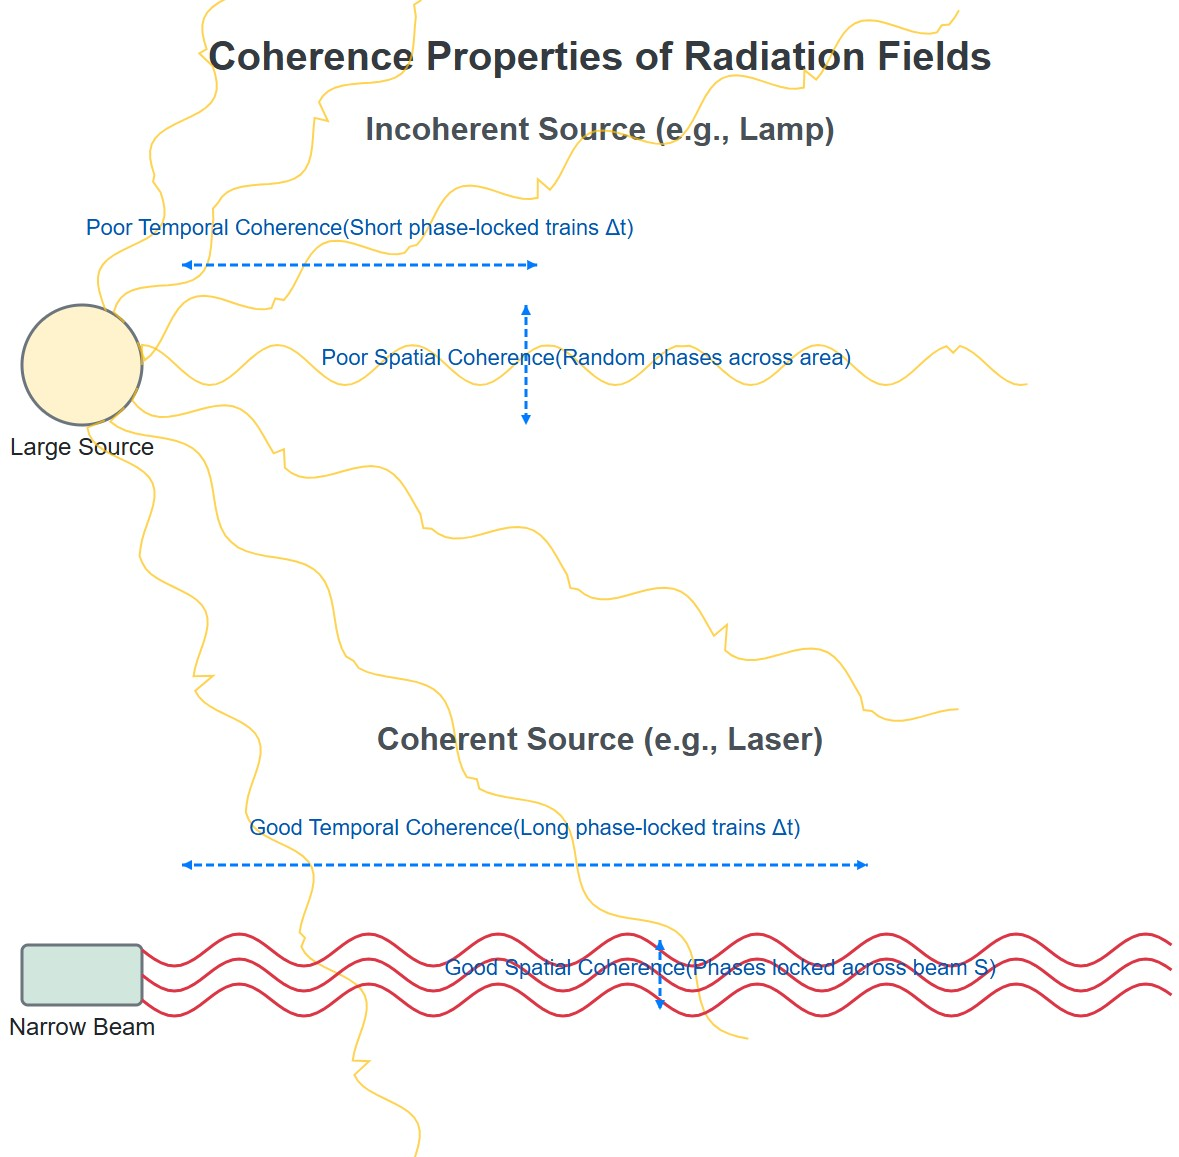 Coherence Properties of Radiation Fields
Incoherent Source (e.g., Lamp)
Poor Temporal Coherence(Short phase-locked trains Δt)
Poor Spatial Coherence(Random phases across area)
Large Source
Coherent Source (e.g., Laser)
Good Temporal Coherence(Long phase-locked trains Δt)
Good Spatial Coherence(Phases locked across beam S)
Narrow Beam